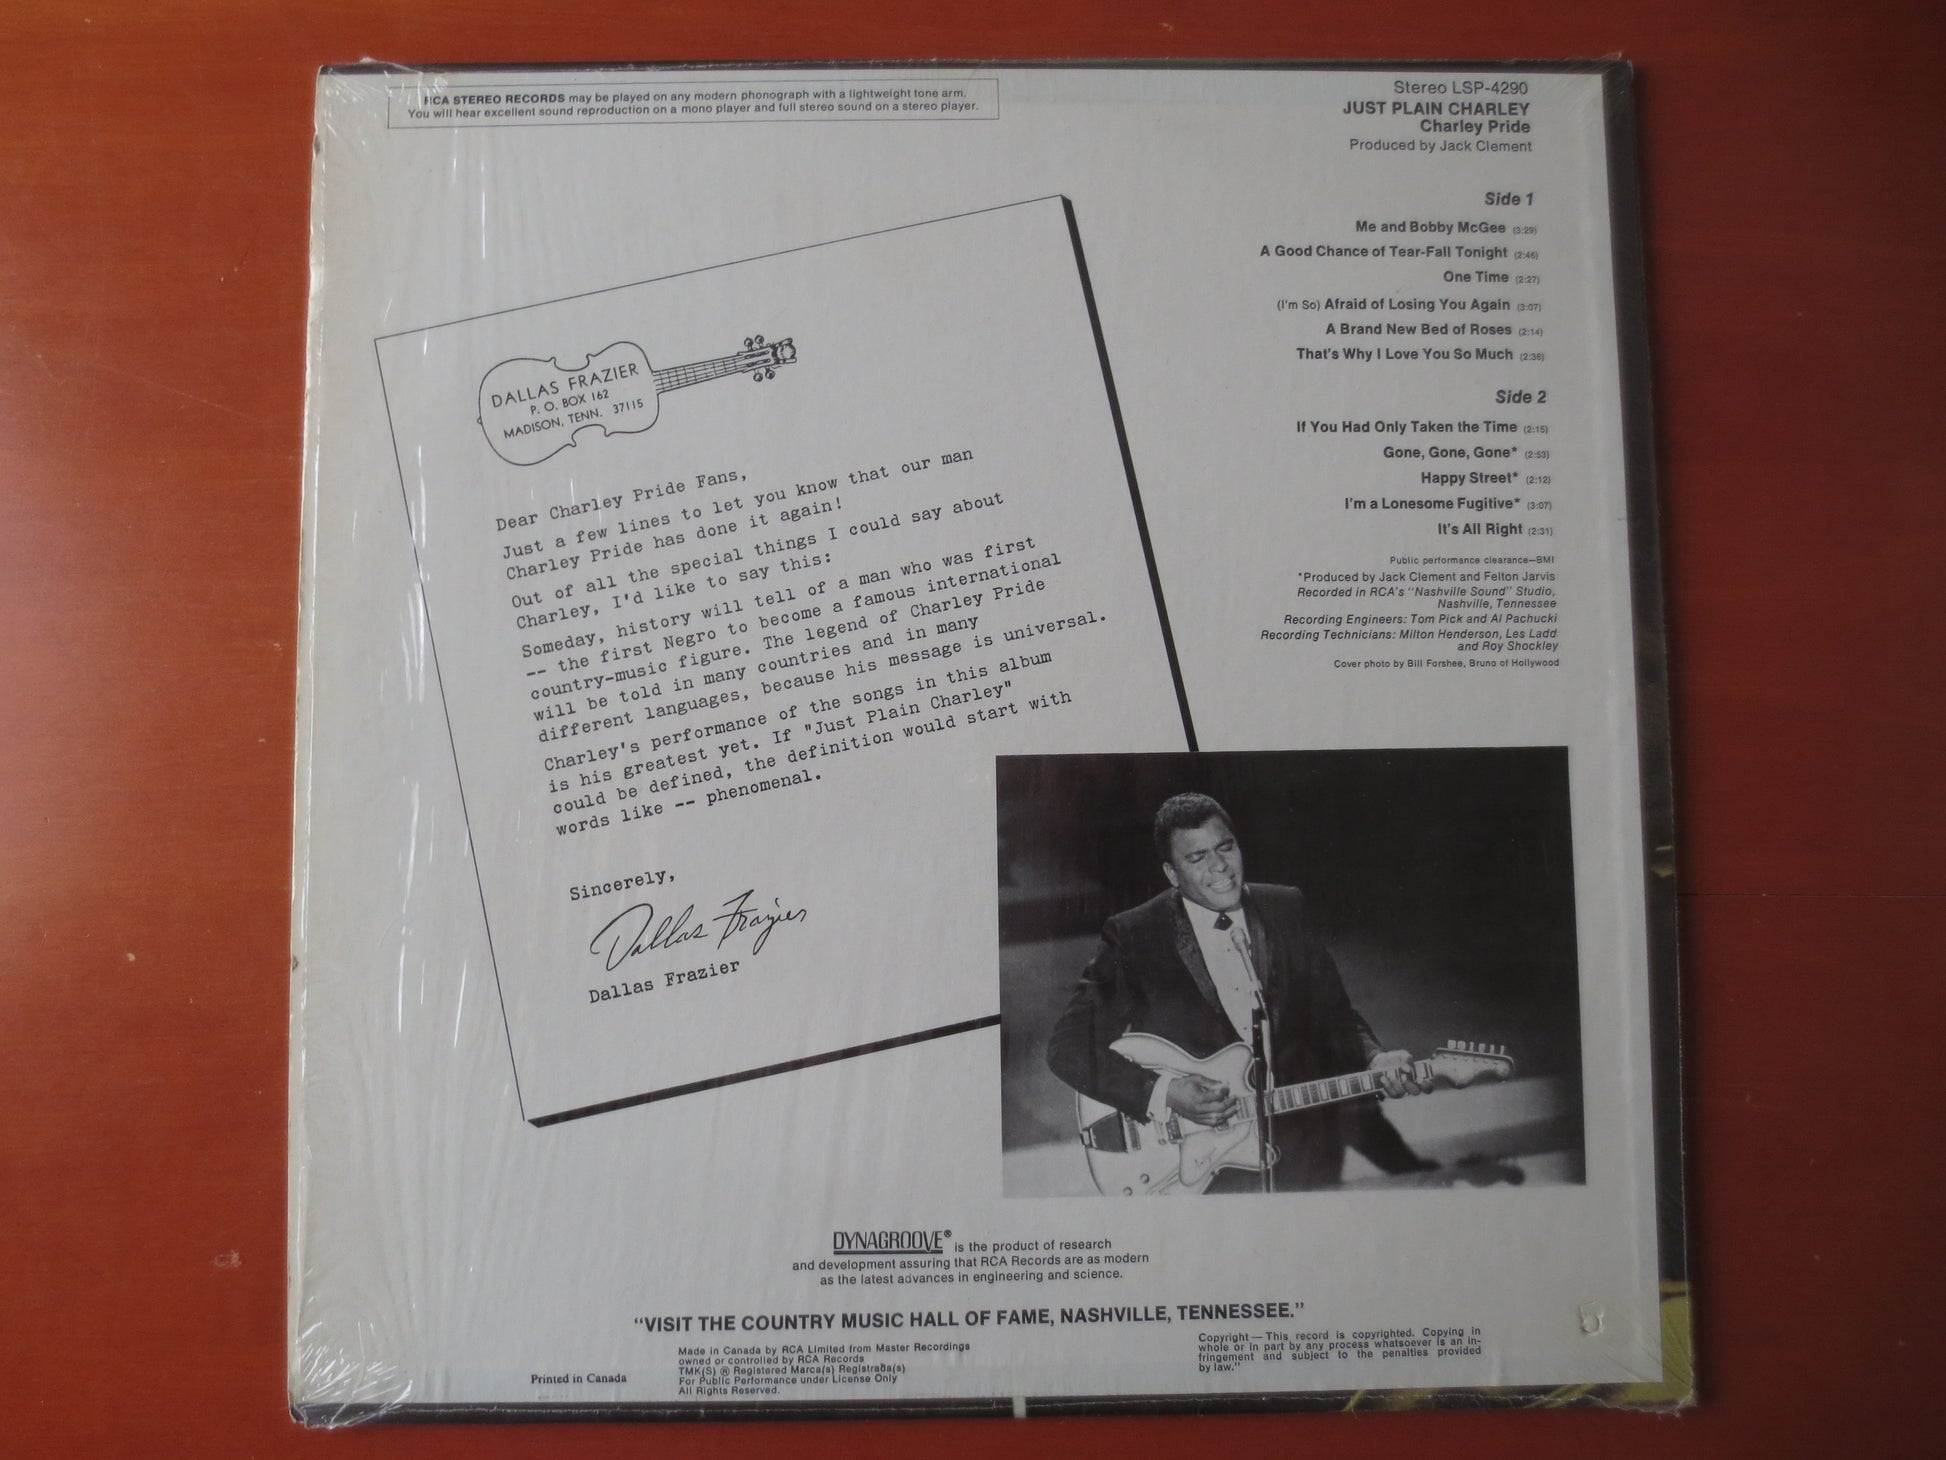 RCA STEREO RECORDS may be played on any modern phonograph with a lightweight tone arm.
You will hear excellent sound reproduction on a mono player and full stereo sound on a stereo player.
Stereo LSP-4290
JUST PLAIN CHARLEY
Charley Pride
Produced by Jack Clement
Side 1
Me and Bobby McGee (3:29)
A Good Chance of Tear-Fall Tonight (2:46)
One Time (2:27)
(I'm So) Afraid of Losing You Again (3:07)
A Brand New Bed of Roses (2:14)
That's Why I Love You So Much (2:36)
Side 2
If You Had Only Taken the Time (2:15)
Gone, Gone, Gone* (2:53)
Happy Street* (2:12)
I'm a Lonesome Fugitive* (3:07)
It's All Right (2:31)
Public performance clearance—BMI
*Produced by Jack Clement and Felton Jarvis
Recorded in RCA's "Nashville Sound" Studio,
Nashville, Tennessee
Recording Engineers: Tom Pick and Al Pachucki
Recording Technicians: Milton Henderson, Les Ladd
and Roy Shockley
Cover photo by Bill Forshee, Bruno of Hollywood
DALLAS FRAZIER
P. O. BOX 162
MADISON, TENN. 37115
Dear Charley Pride Fans,
Just a few lines to let you know that our man
Charley Pride has done it again!
Out of all the special things I could say about
Charley, I'd like to say this:
Someday, history will tell of a man who was first
-- the first Negro to become a famous international
country-music figure. The legend of Charley Pride
will be told in many countries and in many
different languages, because his message is universal.
Charley's performance of the songs in this album
is his greatest yet. If "Just Plain Charley"
could be defined, the definition would start with
words like -- phenomenal.
Sincerely,
Dallas Frazier
Dallas Frazier
DYNAGROOVE® is the product of research
and development assuring that RCA Records are as modern
as the latest advances in engineering and science.
"VISIT THE COUNTRY MUSIC HALL OF FAME, NASHVILLE, TENNESSEE."
Printed in Canada
Made in Canada by RCA Limited from Master Recordings
owned or controlled by RCA Records
TMK(S) ® Registered Marca(s) Registrada(s)
For Public Performance under License Only
All Rights Reserved.
Copyright — This record is copyrighted. Copying in
whole or in part by any process whatsoever is an in-
fringement and subject to the penalties provided
by law."
5